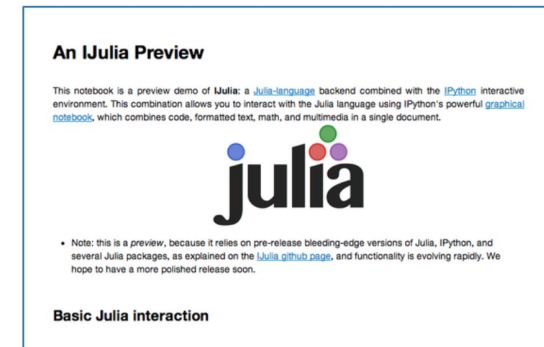 An IJulia Preview
This notebook is a preview demo of IJulia: a Julia-language backend combined with the IPython interactive
environment. This combination allows you to interact with the Julia language using IPython's powerful graphical
notebook, which combines code, formatted text, math, and multimedia in a single document.
julia
• Note: this is a preview, because it relies on pre-release bleeding-edge versions of Julia, IPython, and
several Julia packages, as explained on the IJulia github page, and functionality is evolving rapidly. We
hope to have a more polished release soon.
Basic Julia interaction